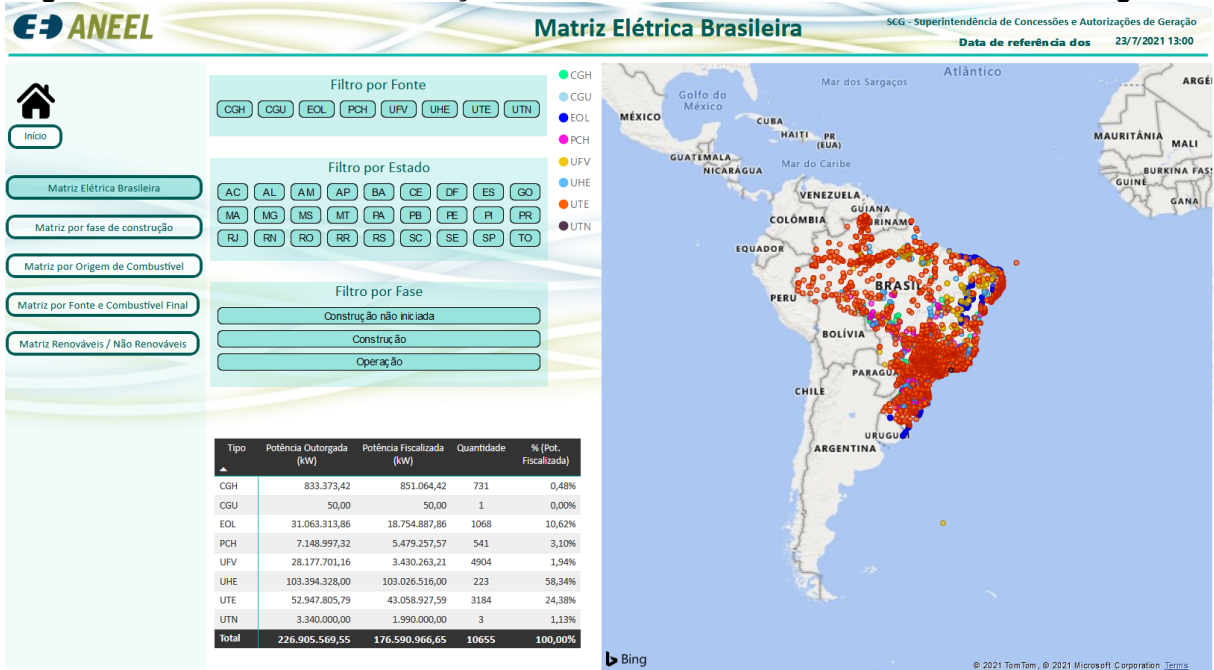 ANEEL
Matriz Elétrica Brasileira
SCG - Superintendência de Concessões e Autorizações de Geração
Data de referência dos 23/7/2021 13:00
Início
Matriz Elétrica Brasileira
Matriz por fase de construção
Matriz por Origem de Combustível
Matriz por Fonte e Combustível Final
Matriz Renováveis / Não Renováveis
Filtro por Fonte
CGH CGU EOL PCH UFV UHE UTE UTN
Filtro por Estado
AC AL AM AP BA CE DF ES GO
MA MG MS MT PA PB PE PI PR
RJ RN RO RR RS SC SE SP TO
Filtro por Fase
Construção não iniciada
Construção
Operação
Tipo Potência Outorgada (kW) Potência Fiscalizada (kW) Quantidade % (Pot. Fiscalizada)
CGH 833.373,42 851.064,42 731 0,48%
CGU 50,00 50,00 1 0,00%
EOL 31.063.313,86 18.754.887,86 1068 10,62%
PCH 7.148.997,32 5.479.257,57 541 3,10%
UFV 28.177.701,16 3.430.263,21 4904 1,94%
UHE 103.394.328,00 103.026.516,00 223 58,34%
UTE 52.947.805,79 43.058.927,59 3184 24,38%
UTN 3.340.000,00 1.990.000,00 3 1,13%
Total 226.905.569,55 176.590.966,65 10655 100,00%
CGH
CGU
EOL
PCH
UFV
UHE
UTE
UTN
Atlântico
Mar dos Sargaços
Golfo do
México
MÉXICO
CUBA
HAITI
PR
(EUA)
GUATEMALA
NICARÁGUA
Mar do Caribe
VENEZUELA
GUIANA
COLÔMBIA
EQUADOR
BRASIL
PERU
BOLÍVIA
CHILE
ARGENTINA
MAURITÂNIA
MALI
BURKINA
GUINÉ
GANA
Bing
© 2021 TomTom, © 2021 Microsoft Corporation Terms